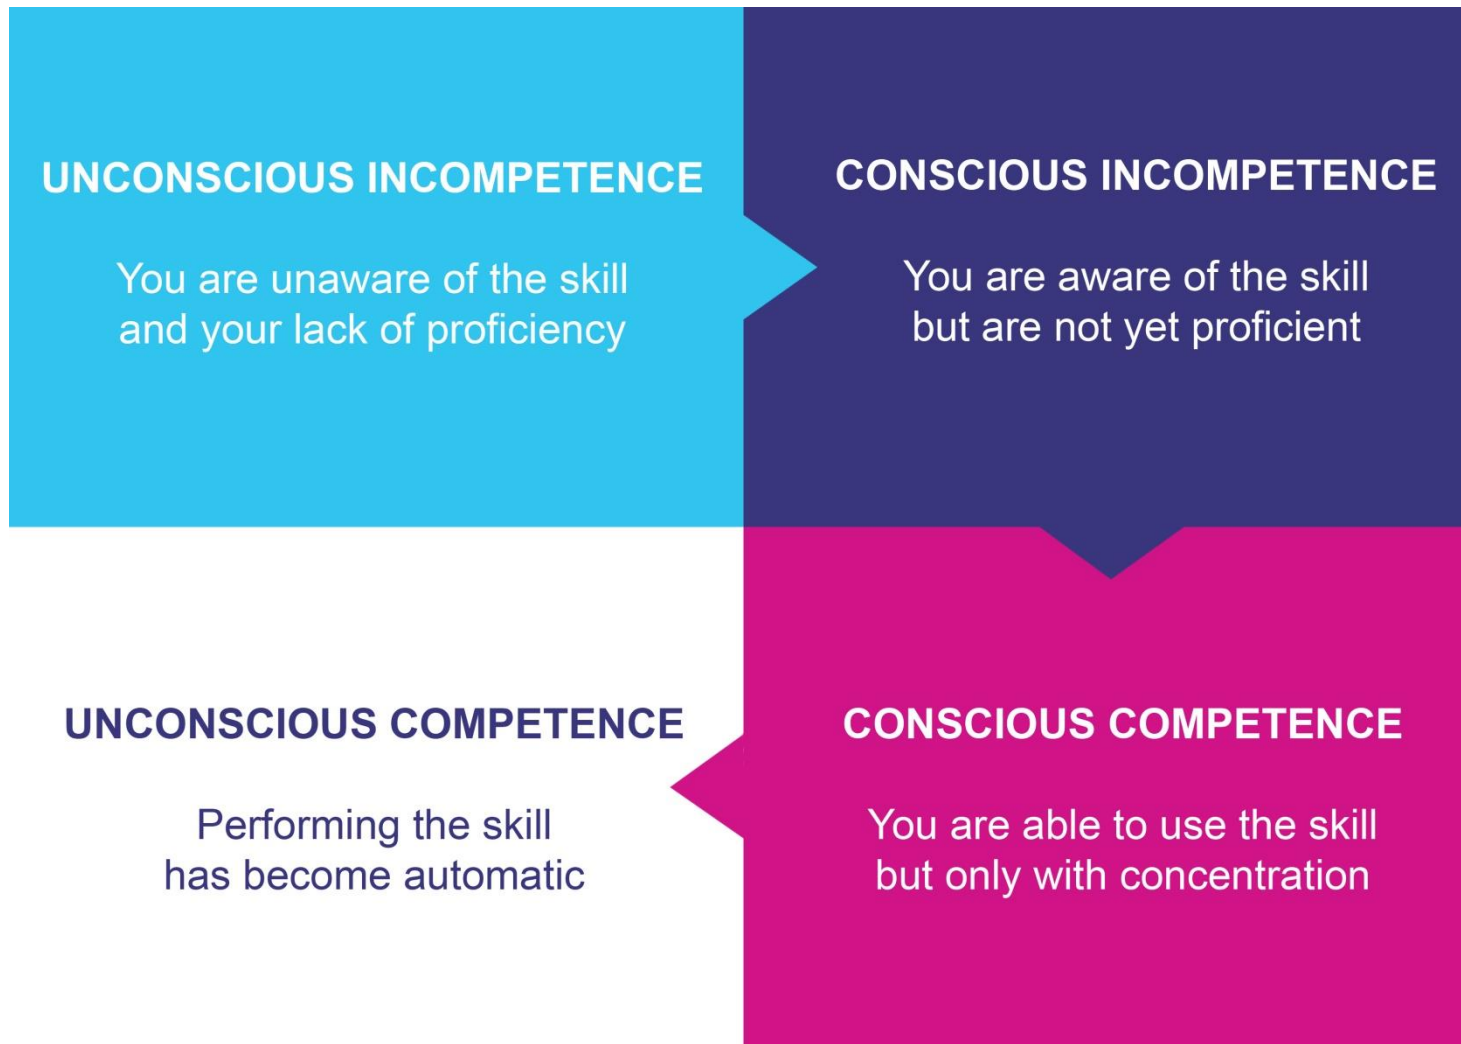 UNCONSCIOUS INCOMPETENCE
You are unaware of the skill
and your lack of proficiency
CONSCIOUS INCOMPETENCE
You are aware of the skill
but are not yet proficient
UNCONSCIOUS COMPETENCE
Performing the skill
has become automatic
CONSCIOUS COMPETENCE
You are able to use the skill
but only with concentration